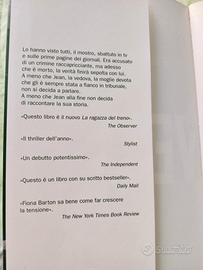 Lo hanno visto tutti, il mostro, sbattuto in tv
e sulle prime pagine dei giornali. Era accusato
di un crimine raccapricciante, ma adesso
che è morto, la verità finirà sepolta con lui.
A meno che Jean, la vedova, la moglie devota
che gli è sempre stata a fianco in tribunale,
non si decida a parlare.
A meno che Jean alla fine non decida
di raccontare la sua storia.
«Questo libro è il nuovo La ragazza del treno».
The Observer
«Il thriller dell'anno».
Stylist
«Un debutto potentissimo».
The Independent
«Questo è un libro con su scritto bestseller».
Daily Mail
«Fiona Barton sa bene come far crescere
la tensione».
The New York Times Book Review
subito.it